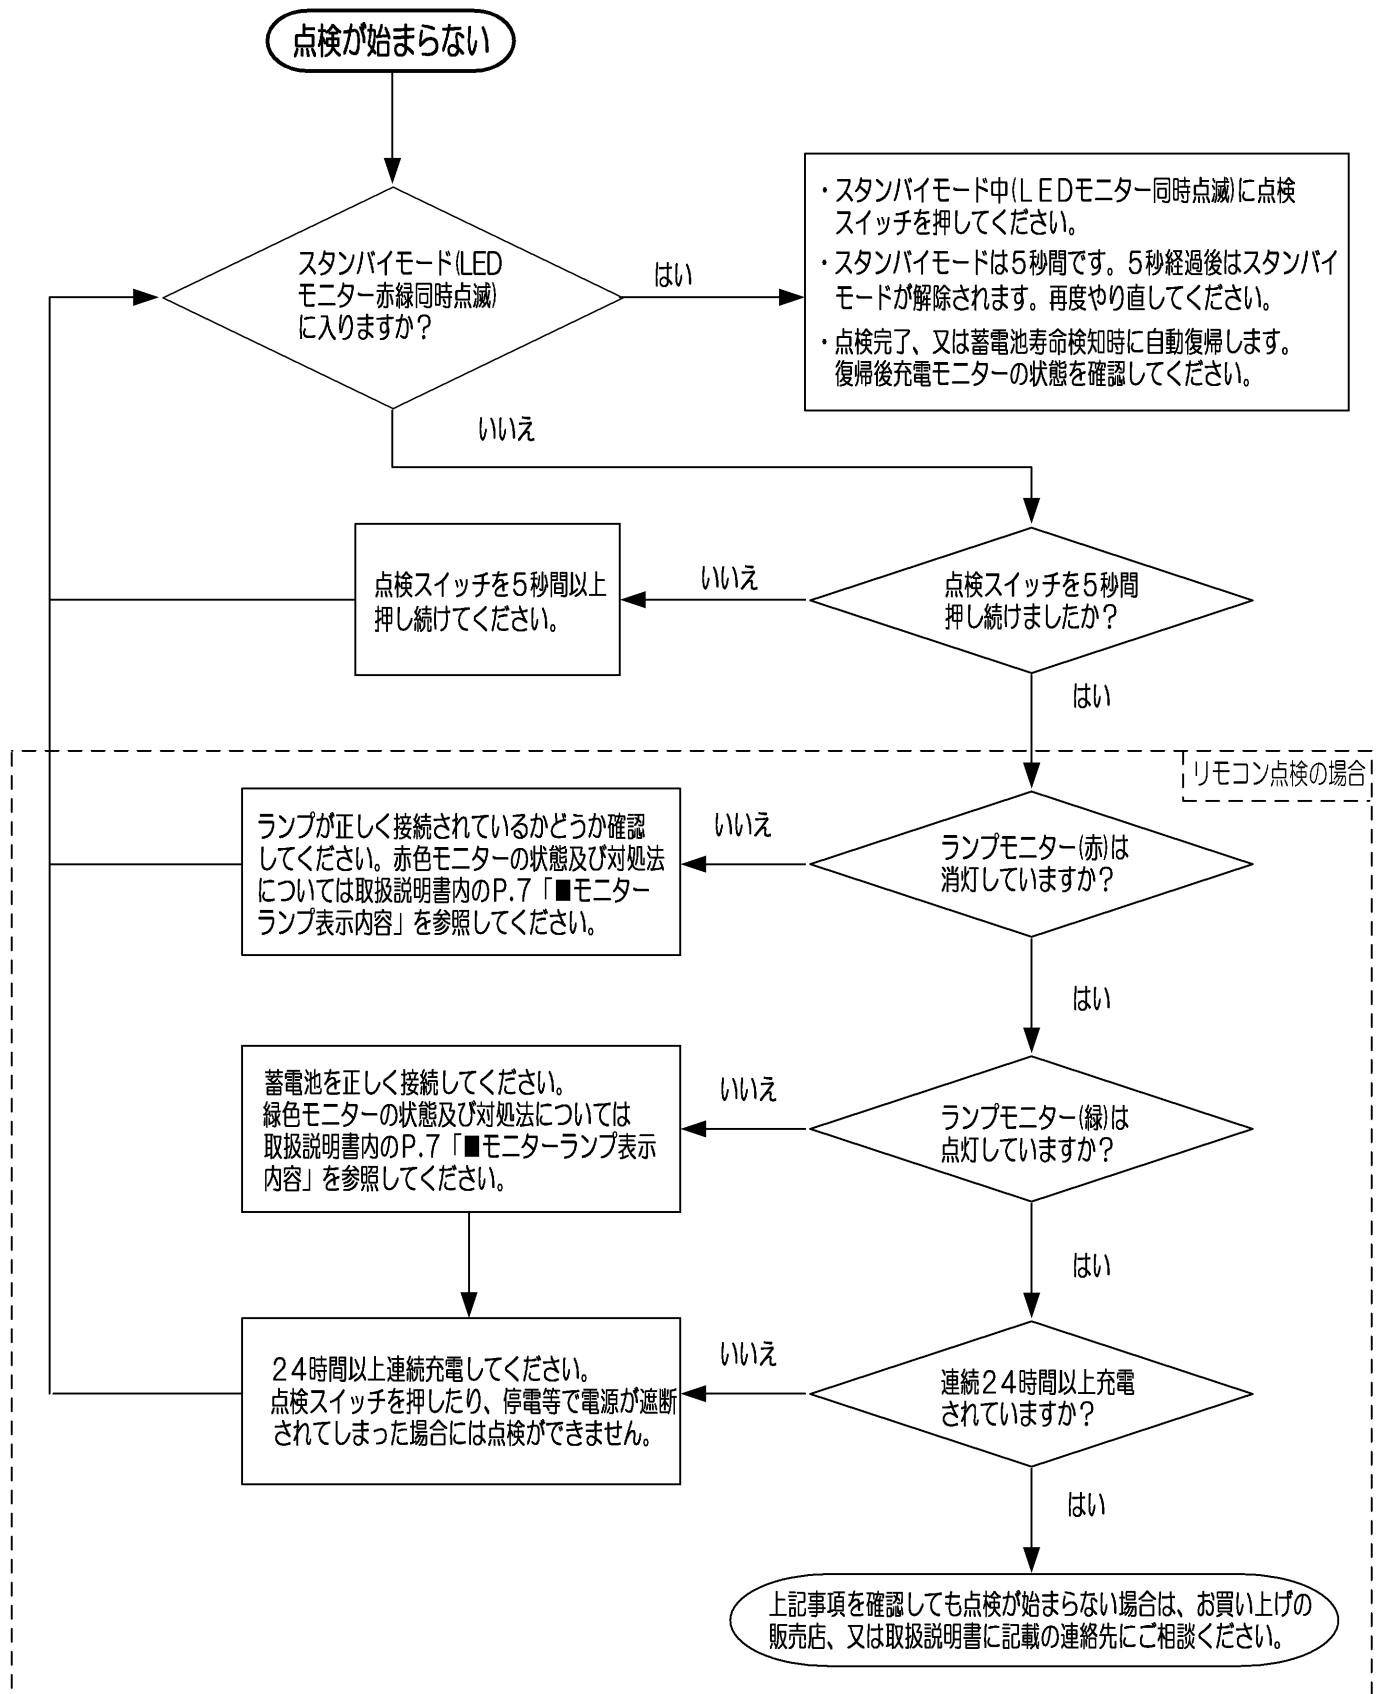 点検が始まらない
スタンバイモード(LED
モニター赤緑同時点滅)
に入りますか？
はい
・スタンバイモード中(ＬＥＤモニター同時点滅)に点検
スイッチを押してください。
・スタンバイモードは５秒間です。５秒経過後はスタンバイ
モードが解除されます。再度やり直してください。
・点検完了、又は蓄電池寿命検知時に自動復帰します。
復帰後充電モニターの状態を確認してください。
いいえ
点検スイッチを５秒間
押し続けましたか？
いいえ
点検スイッチを５秒間以上
押し続けてください。
はい
リモコン点検の場合
ランプモニター(赤)は
消灯していますか？
いいえ
ランプが正しく接続されているかどうか確認
してください。赤色モニターの状態及び対処法
については取扱説明書内のＰ.７「■モニター
ランプ表示内容」を参照してください。
はい
ランプモニター(緑)は
点灯していますか？
いいえ
蓄電池を正しく接続してください。
緑色モニターの状態及び対処法については
取扱説明書内のＰ.７「■モニターランプ表示
内容」を参照してください。
はい
連続２４時間以上充電
されていますか？
いいえ
２４時間以上連続充電してください。
点検スイッチを押したり、停電等で電源が遮断
されてしまった場合には点検ができません。
はい
上記事項を確認しても点検が始まらない場合は、お買い上げの
販売店、又は取扱説明書に記載の連絡先にご相談ください。